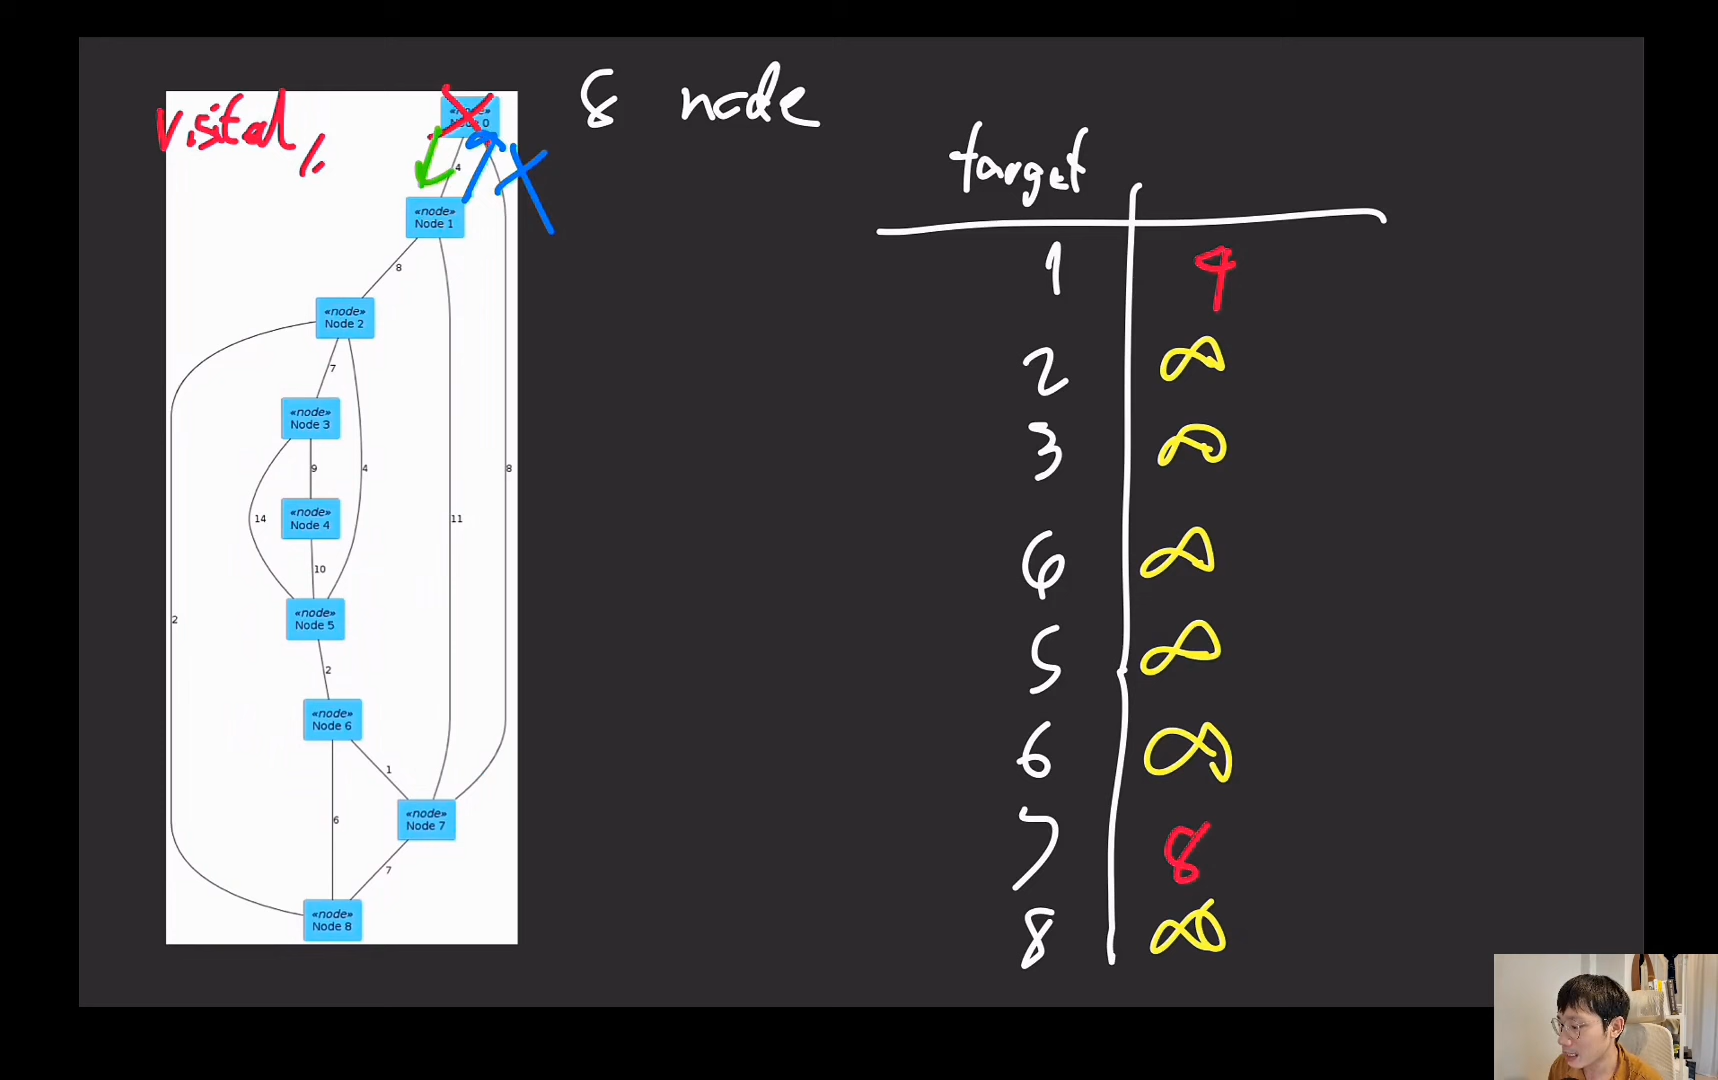 visited,
8 node
«node»
Node 0
4
«node»
Node 1
8
«node»
Node 2
7
«node»
Node 3
9
4
8
14
«node»
Node 4
11
10
«node»
Node 5
2
2
«node»
Node 6
1
6
«node»
Node 7
7
«node»
Node 8
target
1 4
2 ∞
3 ∞
4 ∞
5 ∞
6 ∞
7 8
8 ∞